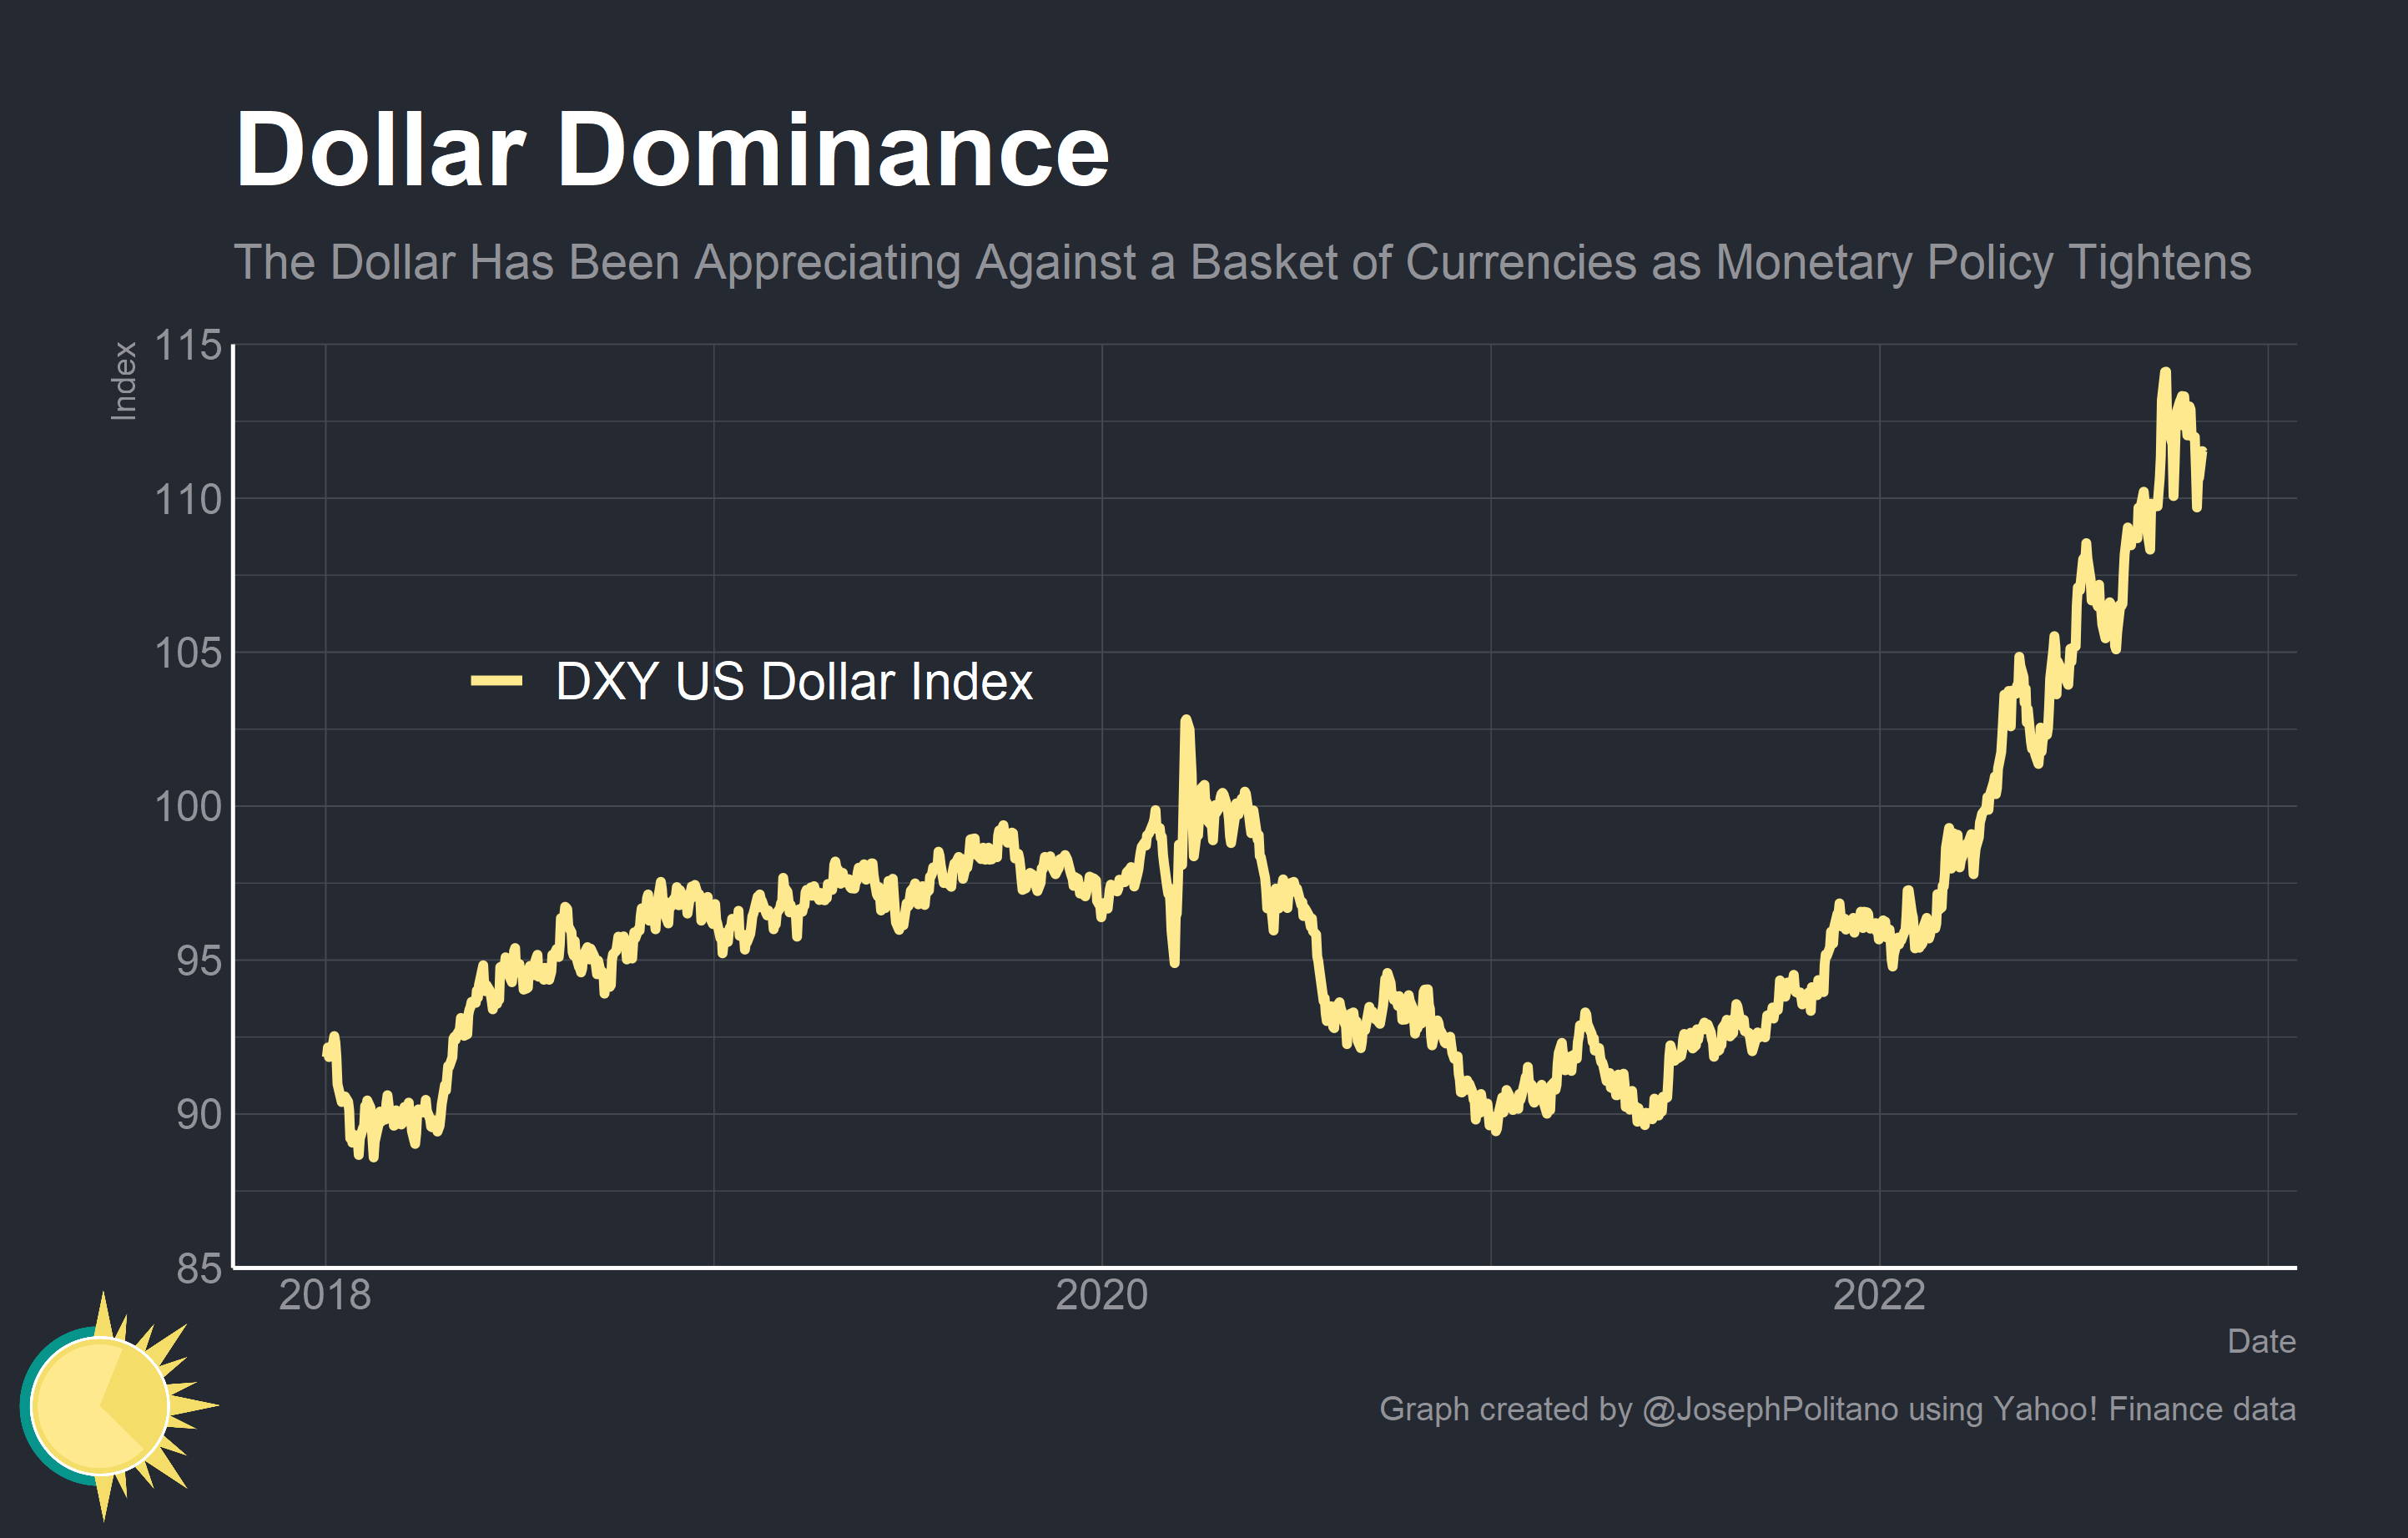 Dollar Dominance
The Dollar Has Been Appreciating Against a Basket of Currencies as Monetary Policy Tightens
Index
115
110
105
100
95
90
85
DXY US Dollar Index
2018
2020
2022
Date
Graph created by @JosephPolitano using Yahoo! Finance data